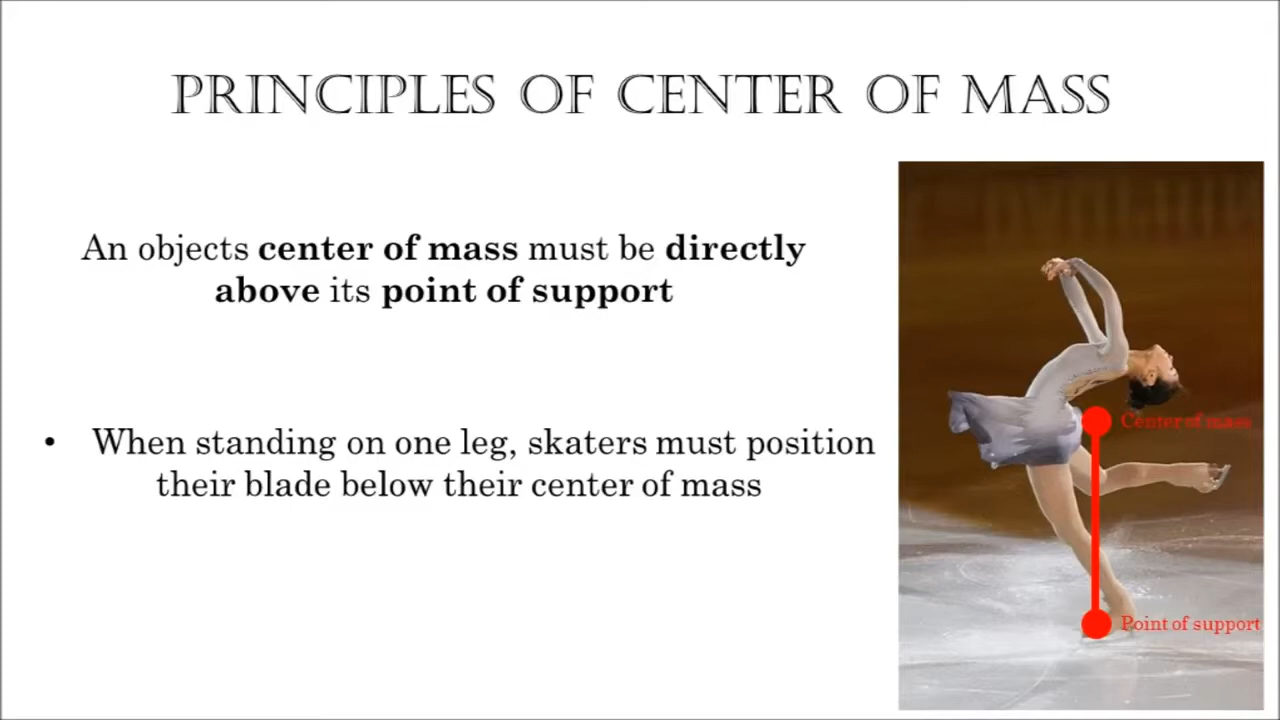 PRINCIPLES OF CENTER OF MASS
An objects center of mass must be directly
above its point of support
• When standing on one leg, skaters must position
their blade below their center of mass
Center of mass
Point of support